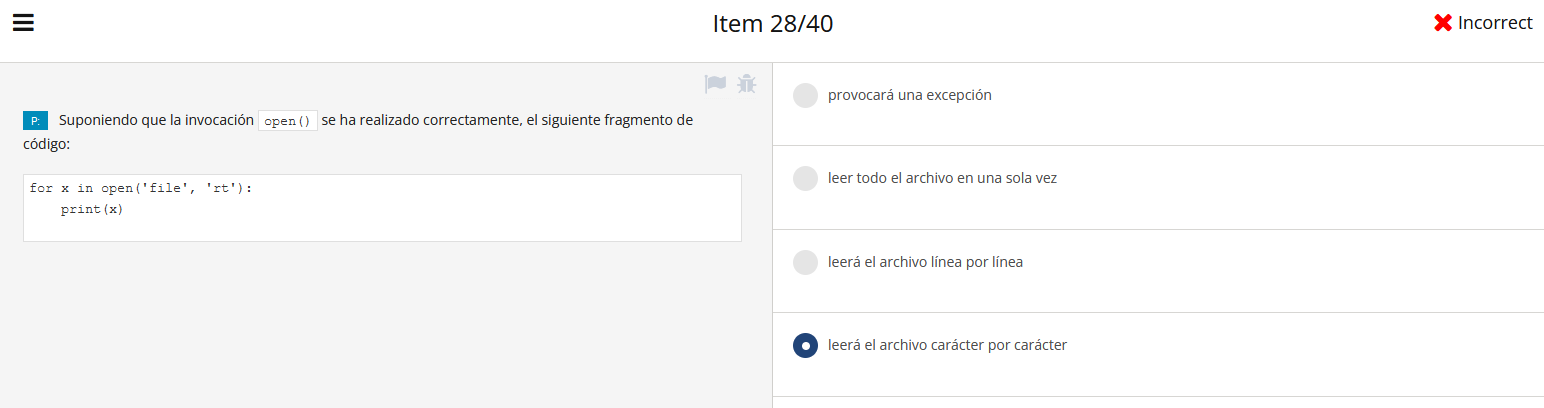 Item 28/40
Incorrect
P: Suponiendo que la invocación open() se ha realizado correctamente, el siguiente fragmento de
código:
for x in open('file', 'rt'):
    print(x)
provocará una excepción
leer todo el archivo en una sola vez
leerá el archivo línea por línea
leerá el archivo carácter por carácter